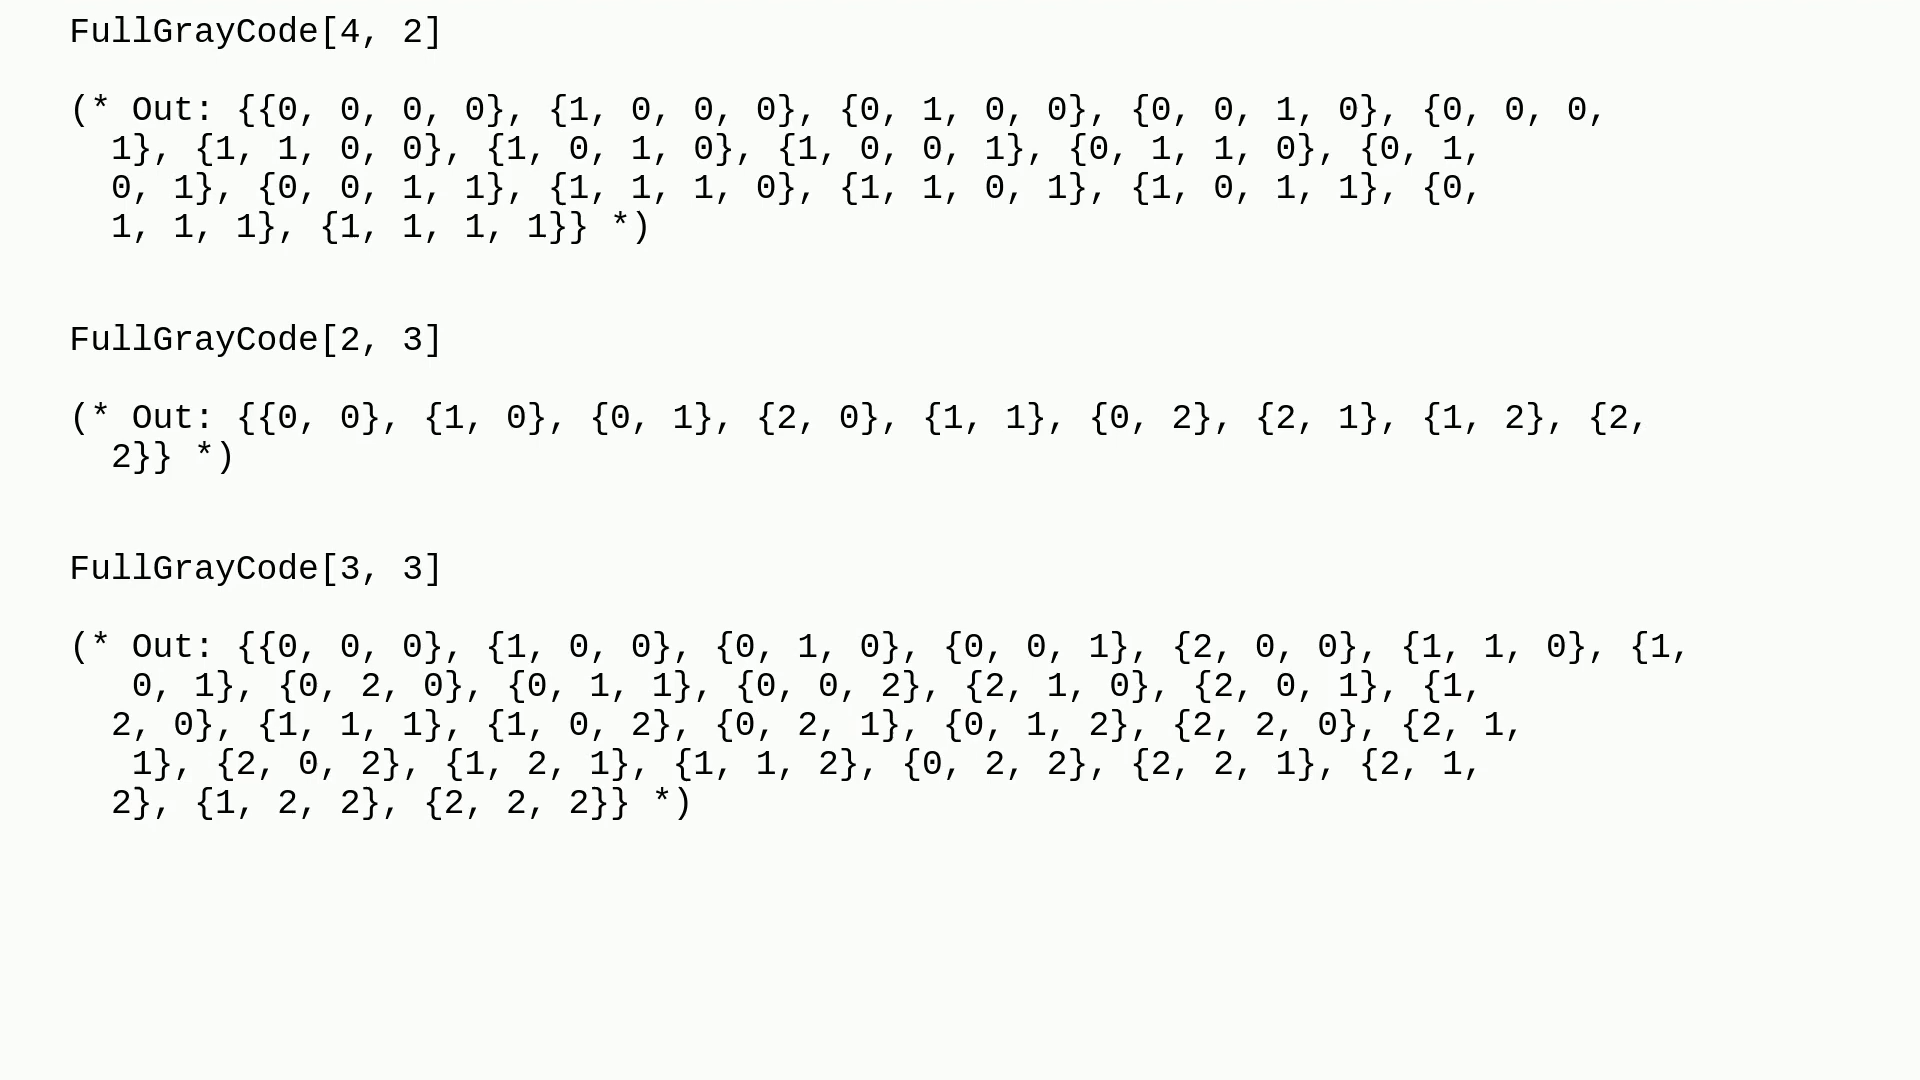 FullGrayCode[4, 2]
(* Out: {{0, 0, 0, 0}, {1, 0, 0, 0}, {0, 1, 0, 0}, {0, 0, 1, 0}, {0, 0, 0,
1}, {1, 1, 0, 0}, {1, 0, 1, 0}, {1, 0, 0, 1}, {0, 1, 1, 0}, {0, 1,
0, 1}, {0, 0, 1, 1}, {1, 1, 1, 0}, {1, 1, 0, 1}, {1, 0, 1, 1}, {0,
1, 1, 1}, {1, 1, 1, 1}} *)
FullGrayCode[2, 3]
(* Out: {{0, 0}, {1, 0}, {0, 1}, {2, 0}, {1, 1}, {0, 2}, {2, 1}, {1, 2}, {2,
2}} *)
FullGrayCode[3, 3]
(* Out: {{0, 0, 0}, {1, 0, 0}, {0, 1, 0}, {0, 0, 1}, {2, 0, 0}, {1, 1, 0}, {1,
0, 1}, {0, 2, 0}, {0, 1, 1}, {0, 0, 2}, {2, 1, 0}, {2, 0, 1}, {1,
2, 0}, {1, 1, 1}, {1, 0, 2}, {0, 2, 1}, {0, 1, 2}, {2, 2, 0}, {2, 1,
1}, {2, 0, 2}, {1, 2, 1}, {1, 1, 2}, {0, 2, 2}, {2, 2, 1}, {2, 1,
2}, {1, 2, 2}, {2, 2, 2}} *)